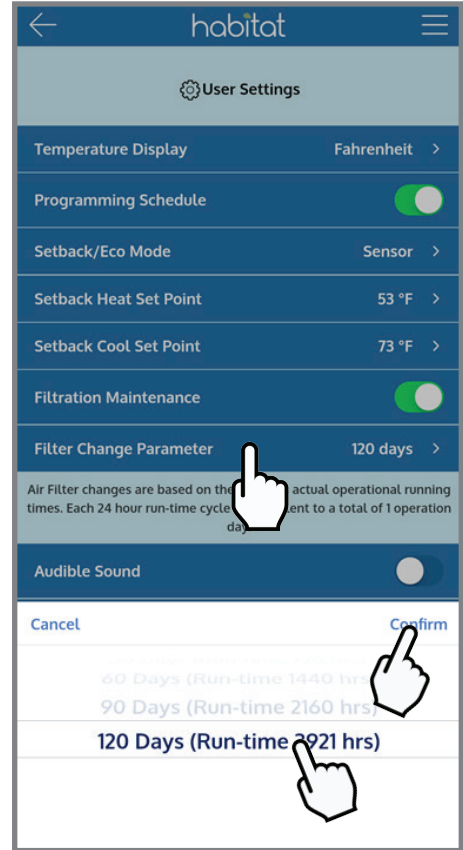 habitat
User Settings
Temperature Display Fahrenheit >
Programming Schedule
Setback/Eco Mode Sensor >
Setback Heat Set Point 53 °F >
Setback Cool Set Point 73 °F >
Filtration Maintenance
Filter Change Parameter 120 days >
Air Filter changes are based on the actual operational running
times. Each 24 hour run-time cycle to a total of 1 operation
Audible Sound
Cancel Confirm
60 Days (Run-time 1440 hrs
90 Days (Run-time 2160 hrs)
120 Days (Run-time 3921 hrs)